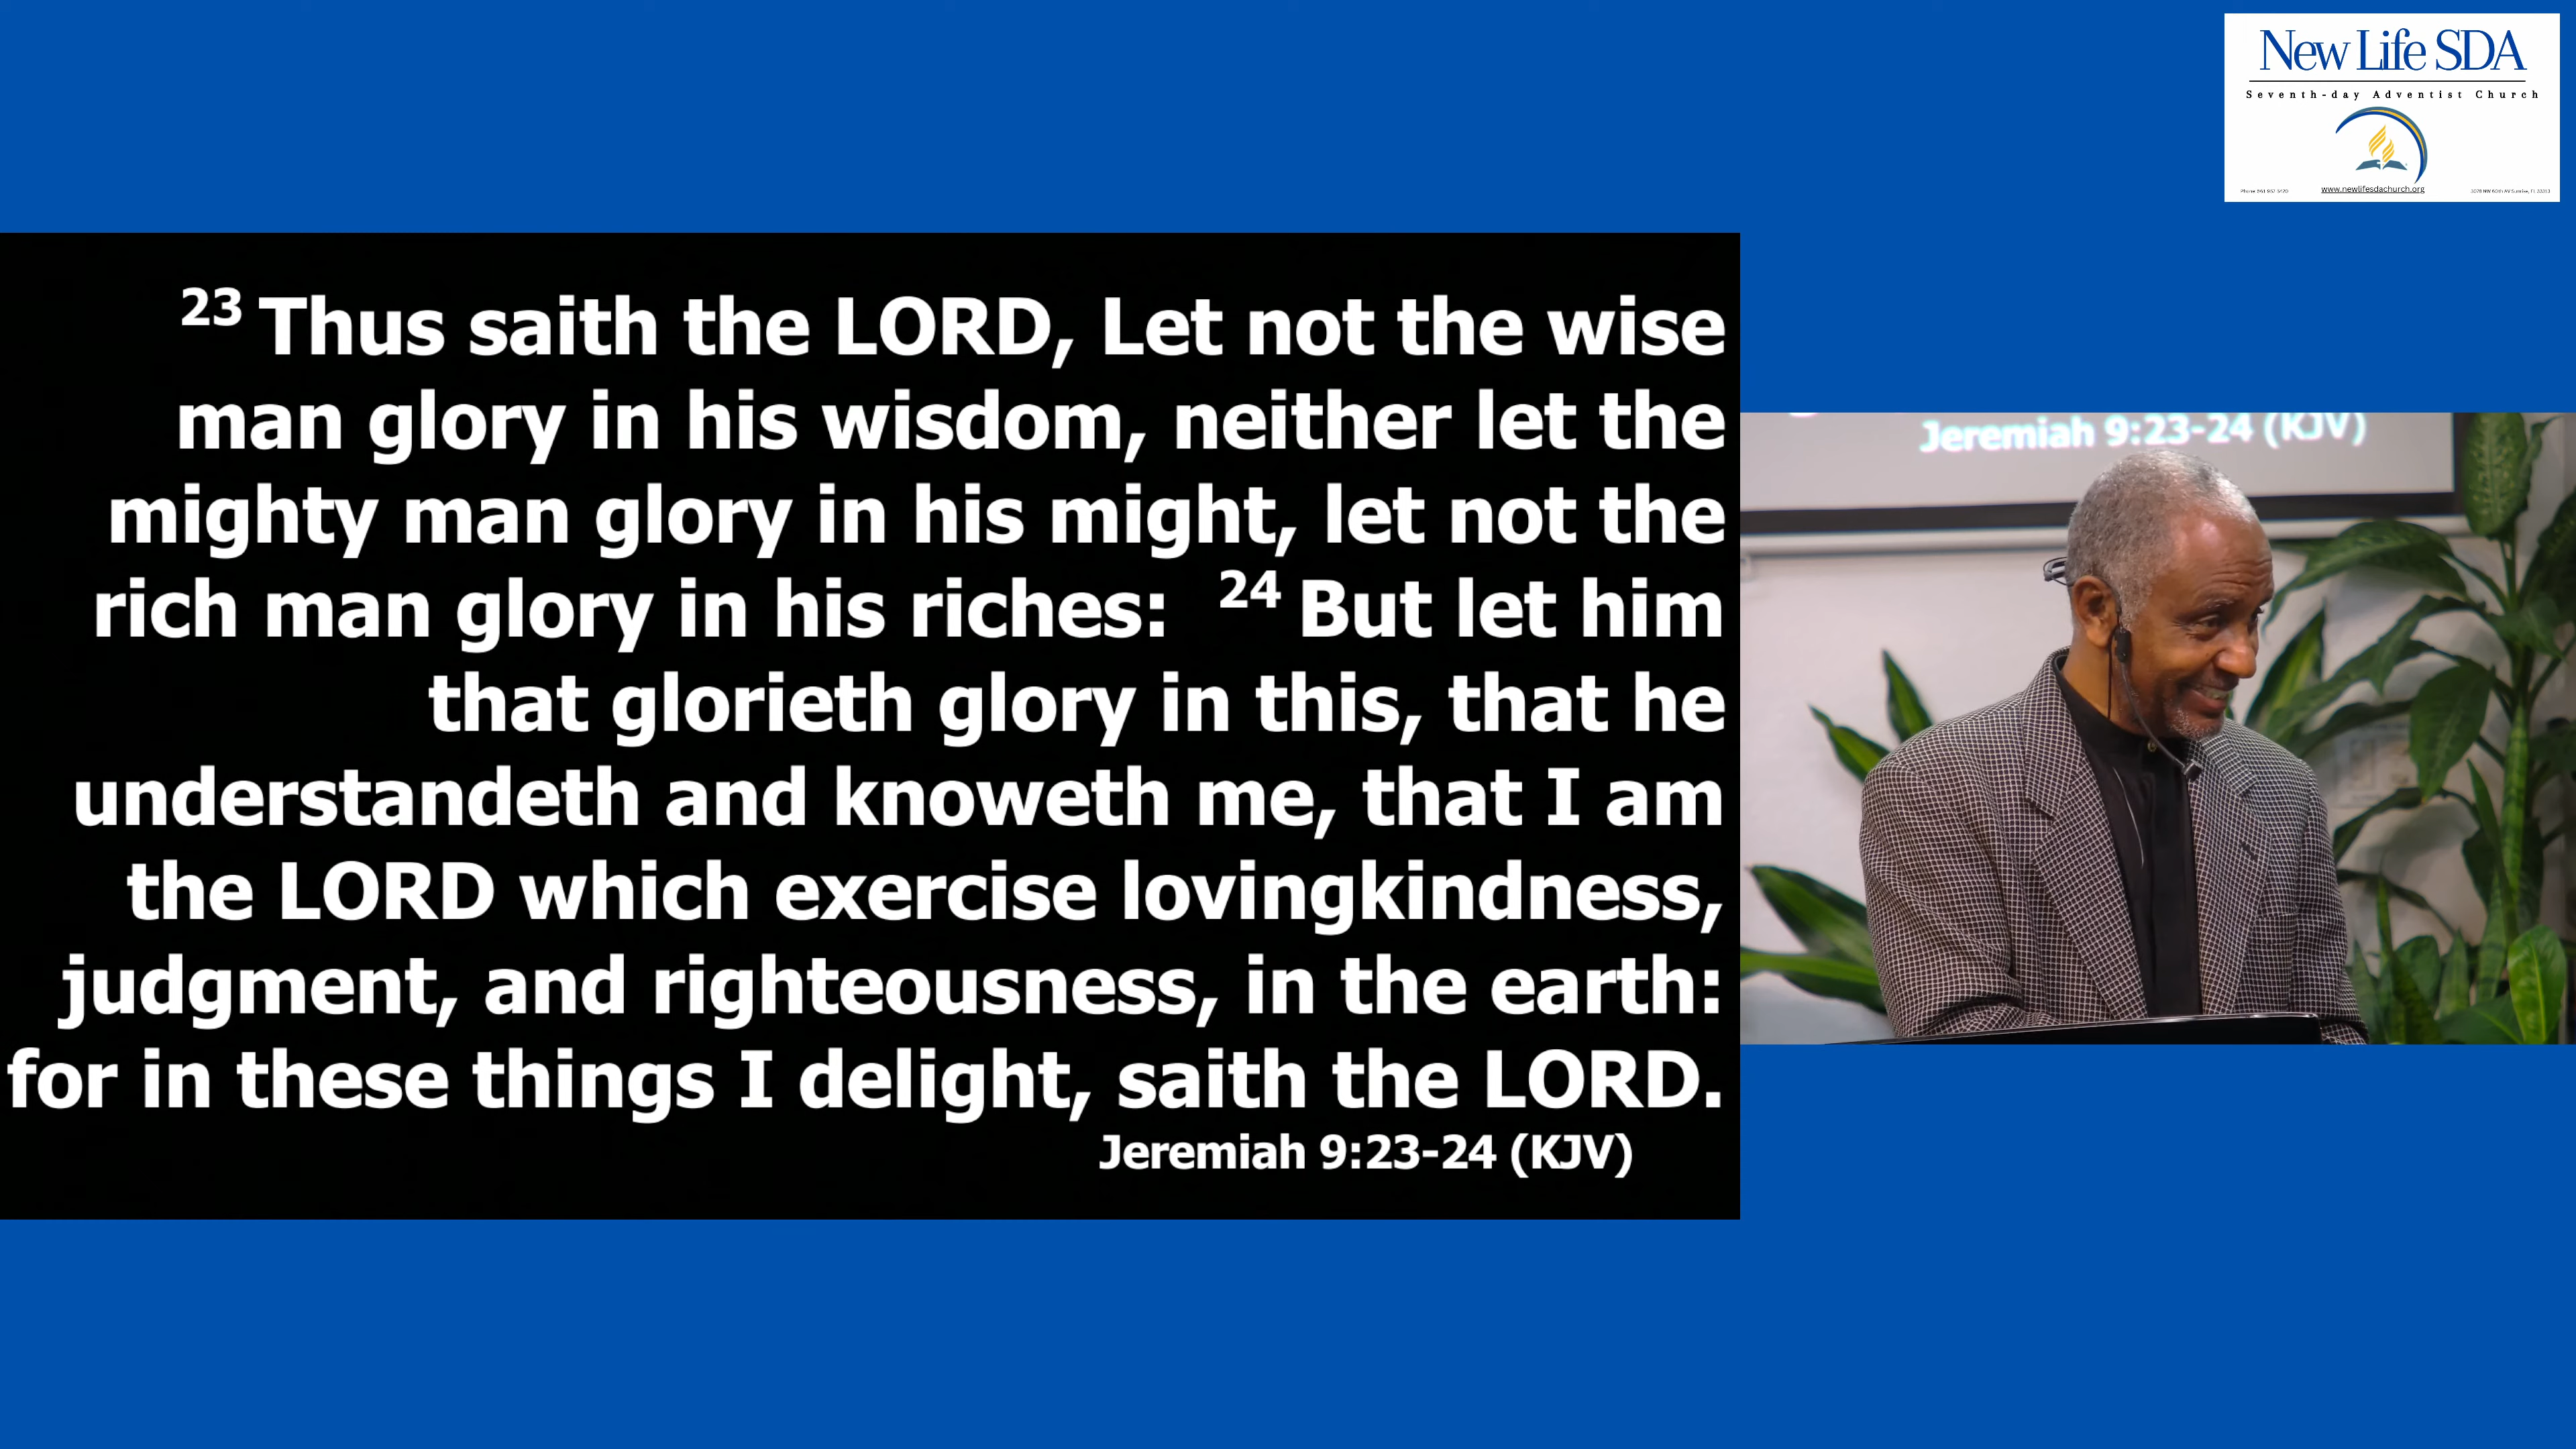 New Life SDA
Seventh-day Adventist Church
www.newlifesdachurch.org
23 Thus saith the LORD, Let not the wise
man glory in his wisdom, neither let the
mighty man glory in his might, let not the
rich man glory in his riches: 24 But let him
that glorieth glory in this, that he
understandeth and knoweth me, that I am
the LORD which exercise lovingkindness,
judgment, and righteousness, in the earth:
for in these things I delight, saith the LORD.
Jeremiah 9:23-24 (KJV)
Jeremiah 9:23-24 (KJV)